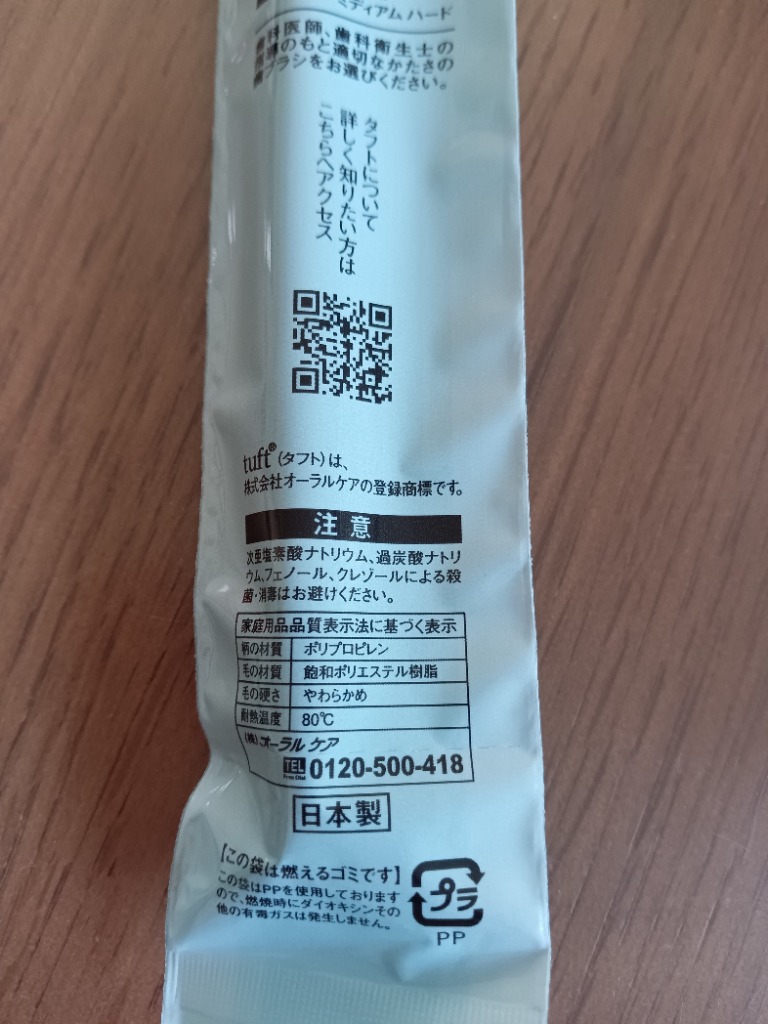 ミディアム ハード
歯科医師、歯科衛生士の
指導のもと適切なかたさの
歯ブラシをお選びください。
タフトについて
詳しく知りたい方は
こちらへアクセス
tuft®(タフト)は、
株式会社オーラルケアの登録商標です。
注意
次亜塩素酸ナトリウム、過炭酸ナトリ
ウム、フェノール、クレゾールによる殺
菌・消毒はお避けください。
家庭用品品質表示法に基づく表示
柄の材質 ポリプロピレン
毛の材質 飽和ポリエステル樹脂
毛の硬さ やわらかめ
耐熱温度 80℃
(株)オーラルケア
TEL Free Dial 0120-500-418
日本製
【この袋は燃えるゴミです】
この袋はPPを使用しております
ので、燃焼時にダイオキシンその
他の有毒ガスは発生しません。
プラ
PP